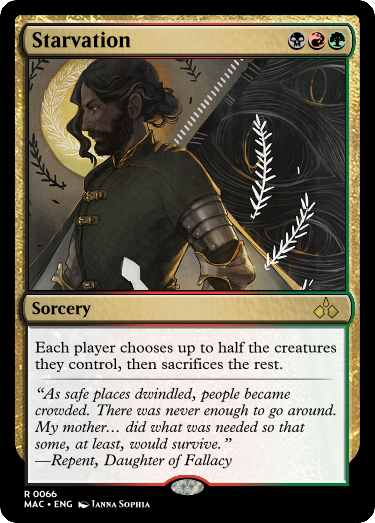 Starvation
Sorcery
Each player chooses up to half the creatures
they control, then sacrifices the rest.
“As safe places dwindled, people became
crowded. There was never enough to go around.
My mother... did what was needed so that
some, at least, would survive.”
—Repent, Daughter of Fallacy
R 0066
MAC • ENG Ianna Sophia